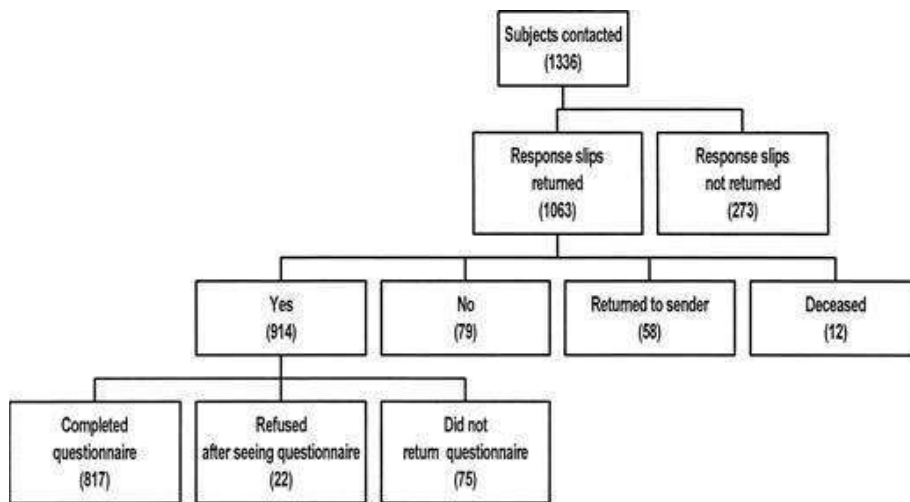 Subjects contacted
(1336)
Response slips
returned
(1063)
Response slips
not returned
(273)
Yes
(914)
No
(79)
Returned to sender
(58)
Deceased
(12)
Completed
questionnaire
(817)
Refused
after seeing questionnaire
(22)
Did not
return questionnaire
(75)